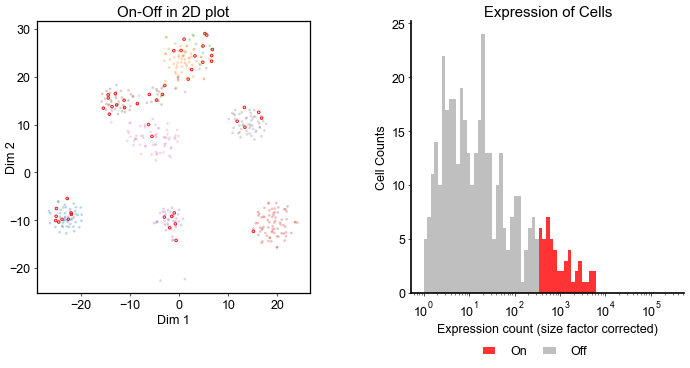 On-Off in 2D plot
30
20
10
0
−10
−20
Dim 2
−20 −10 0 10 20
Dim 1
Expression of Cells
25
20
15
10
5
0
Cell Counts
10^0 10^1 10^2 10^3 10^4 10^5
Expression count (size factor corrected)
On Off